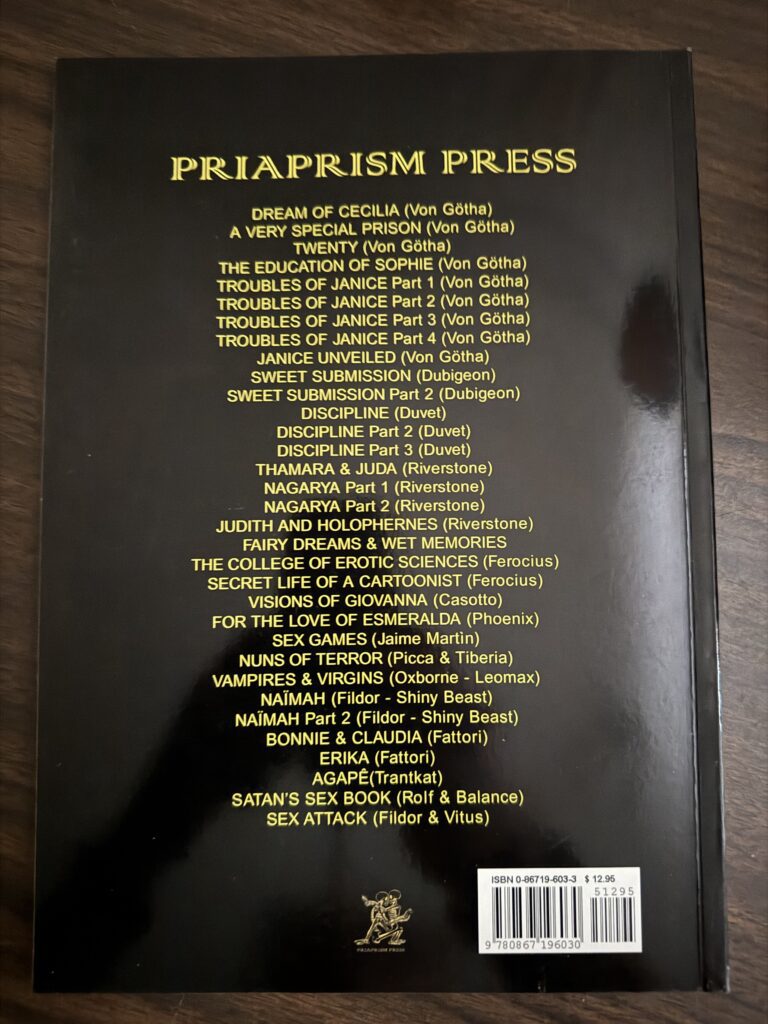 PRIAPRISM PRESS
DREAM OF CECILIA (Von Götha)
A VERY SPECIAL PRISON (Von Götha)
TWENTY (Von Götha)
THE EDUCATION OF SOPHIE (Von Götha)
TROUBLES OF JANICE Part 1 (Von Götha)
TROUBLES OF JANICE Part 2 (Von Götha)
TROUBLES OF JANICE Part 3 (Von Götha)
TROUBLES OF JANICE Part 4 (Von Götha)
JANICE UNVEILED (Von Götha)
SWEET SUBMISSION (Dubigeon)
SWEET SUBMISSION Part 2 (Dubigeon)
DISCIPLINE (Duvet)
DISCIPLINE Part 2 (Duvet)
DISCIPLINE Part 3 (Duvet)
THAMARA & JUDA (Riverstone)
NAGARYA Part 1 (Riverstone)
NAGARYA Part 2 (Riverstone)
JUDITH AND HOLOPHERNES (Riverstone)
FAIRY DREAMS & WET MEMORIES
THE COLLEGE OF EROTIC SCIENCES (Ferocius)
SECRET LIFE OF A CARTOONIST (Ferocius)
VISIONS OF GIOVANNA (Casotto)
FOR THE LOVE OF ESMERALDA (Phoenix)
SEX GAMES (Jaime Martìn)
NUNS OF TERROR (Picca & Tiberia)
VAMPIRES & VIRGINS (Oxborne - Leomax)
NAÏMAH (Fildor - Shiny Beast)
NAÏMAH Part 2 (Fildor - Shiny Beast)
BONNIE & CLAUDIA (Fattori)
ERIKA (Fattori)
AGAPÊ(Trantkat)
SATAN'S SEX BOOK (Rolf & Balance)
SEX ATTACK (Fildor & Vitus)
ISBN 0-86719-603-3 $ 12.95
51295
9 780867 196030
PRIAPRISM PRESS